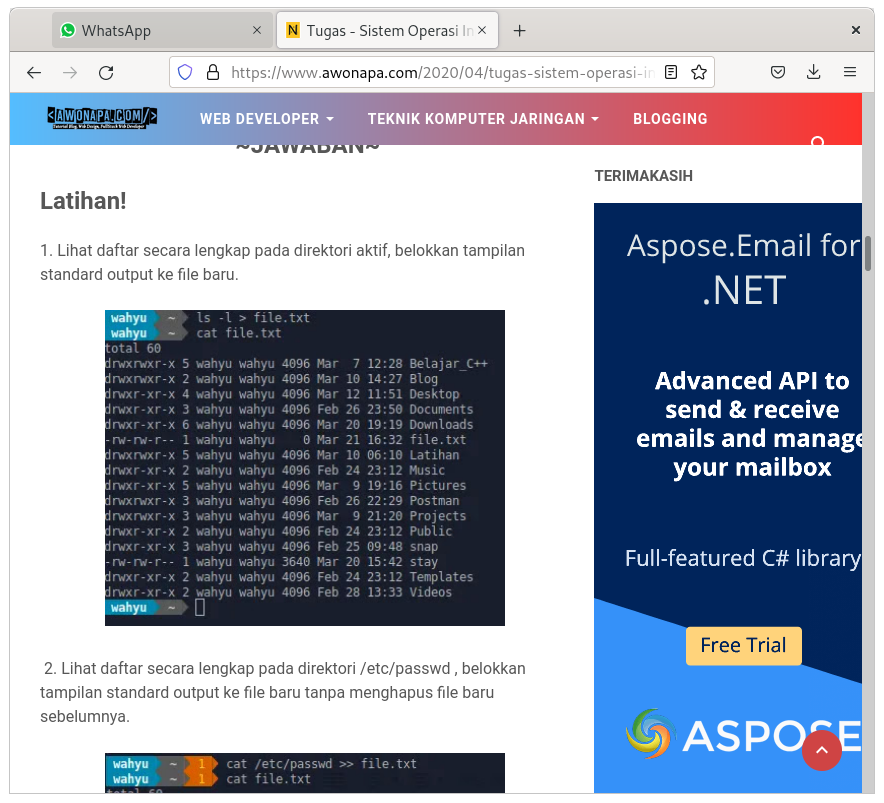 WhatsApp
Tugas - Sistem Operasi In
https://www.awonapa.com/2020/04/tugas-sistem-operasi-in
<AWONAPA.COM/>
Tutorial Blog, Web Design, FullStack Web Developer
WEB DEVELOPER
TEKNIK KOMPUTER JARINGAN
BLOGGING
~JAWABAN~
Latihan!
1. Lihat daftar secara lengkap pada direktori aktif, belokkan tampilan
standard output ke file baru.
wahyu ~ ls -l > file.txt
wahyu ~ cat file.txt
total 60
drwxrwxr-x 5 wahyu wahyu 4096 Mar  7 12:28 Belajar_C++
drwxrwxr-x 2 wahyu wahyu 4096 Mar 10 14:27 Blog
drwxr-xr-x 4 wahyu wahyu 4096 Mar 12 11:51 Desktop
drwxr-xr-x 3 wahyu wahyu 4096 Feb 26 23:50 Documents
drwxr-xr-x 6 wahyu wahyu 4096 Mar 20 19:19 Downloads
-rw-rw-r-- 1 wahyu wahyu    0 Mar 21 16:32 file.txt
drwxrwxr-x 5 wahyu wahyu 4096 Mar 10 06:10 Latihan
drwxr-xr-x 2 wahyu wahyu 4096 Feb 24 23:12 Music
drwxr-xr-x 5 wahyu wahyu 4096 Mar  9 19:16 Pictures
drwxrwxr-x 3 wahyu wahyu 4096 Feb 26 22:29 Postman
drwxrwxr-x 3 wahyu wahyu 4096 Mar  9 21:20 Projects
drwxr-xr-x 2 wahyu wahyu 4096 Feb 24 23:12 Public
drwxr-xr-x 3 wahyu wahyu 4096 Feb 25 09:48 snap
-rw-rw-r-- 1 wahyu wahyu 3640 Mar 20 15:42 stay
drwxr-xr-x 2 wahyu wahyu 4096 Feb 24 23:12 Templates
drwxr-xr-x 2 wahyu wahyu 4096 Feb 28 13:33 Videos
wahyu ~
2. Lihat daftar secara lengkap pada direktori /etc/passwd , belokkan
tampilan standard output ke file baru tanpa menghapus file baru
sebelumnya.
wahyu ~ 1 cat /etc/passwd >> file.txt
wahyu ~ 1 cat file.txt
total 60
TERIMAKASIH
Aspose.Email for
.NET
Advanced API to
send & receive
emails and manage
your mailbox
Full-featured C# library
Free Trial
ASPOSE